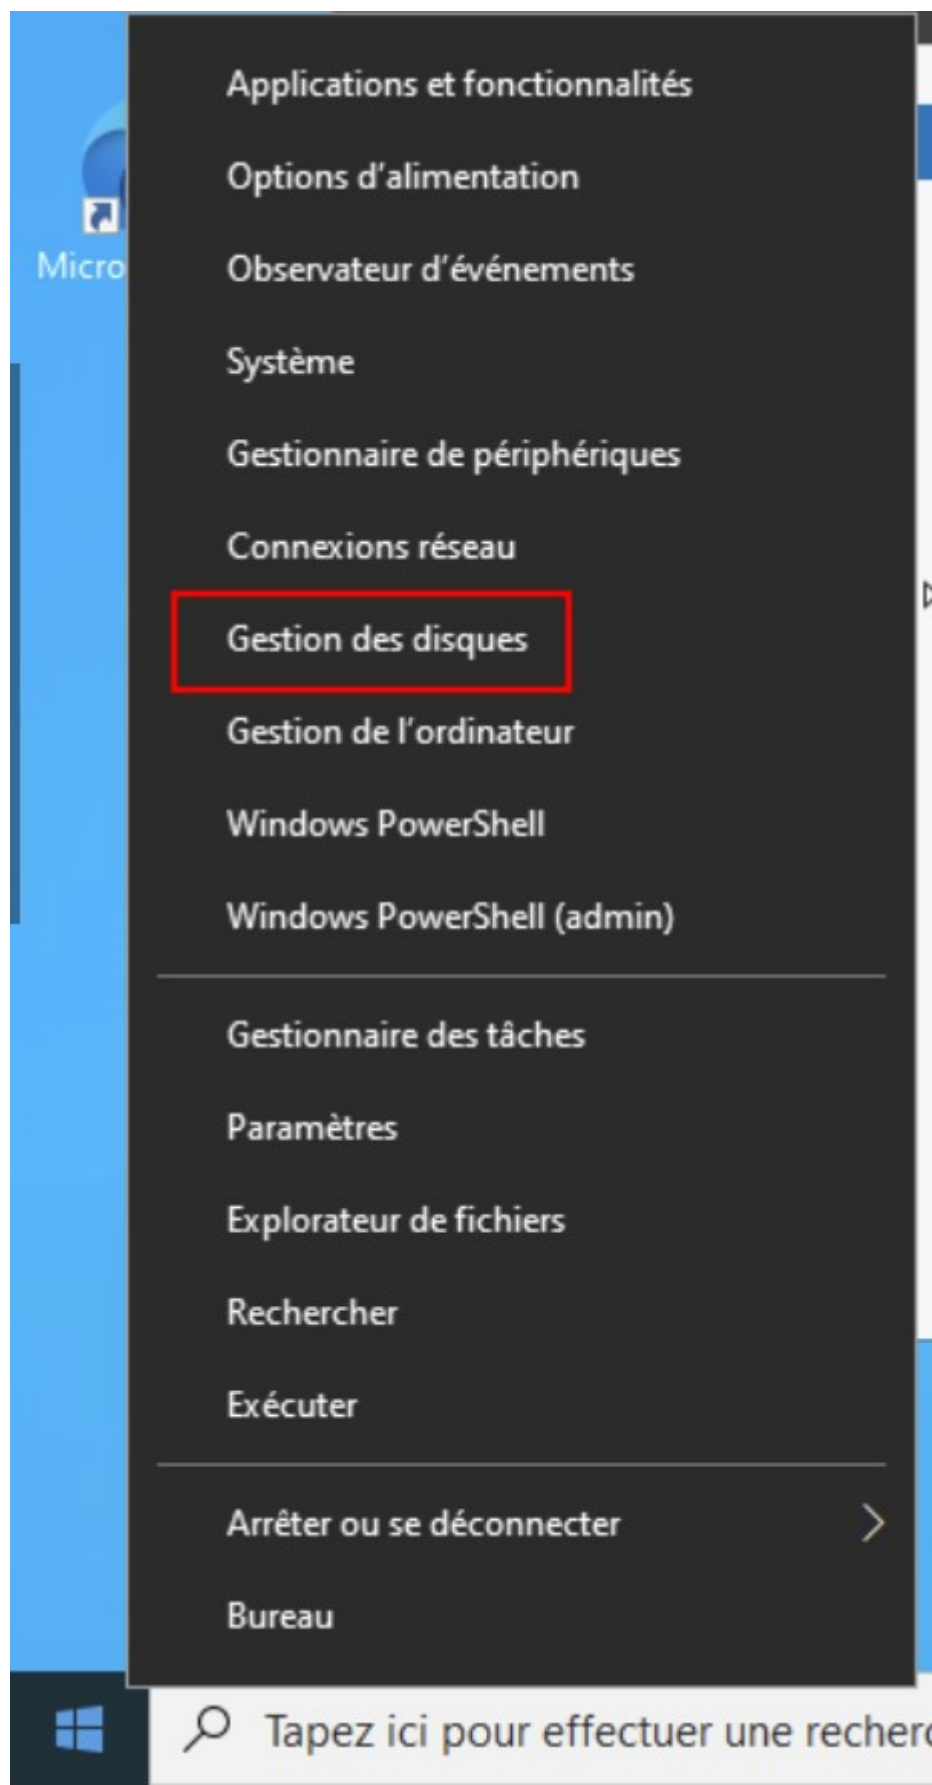 Applications et fonctionnalités
Options d'alimentation
Observateur d'événements
Micro
Système
Gestionnaire de périphériques
Connexions réseau
Gestion des disques
Gestion de l'ordinateur
Windows PowerShell
Windows PowerShell (admin)
Gestionnaire des tâches
Paramètres
Explorateur de fichiers
Rechercher
Exécuter
Arrêter ou se déconnecter
Bureau
Tapez ici pour effectuer une recher